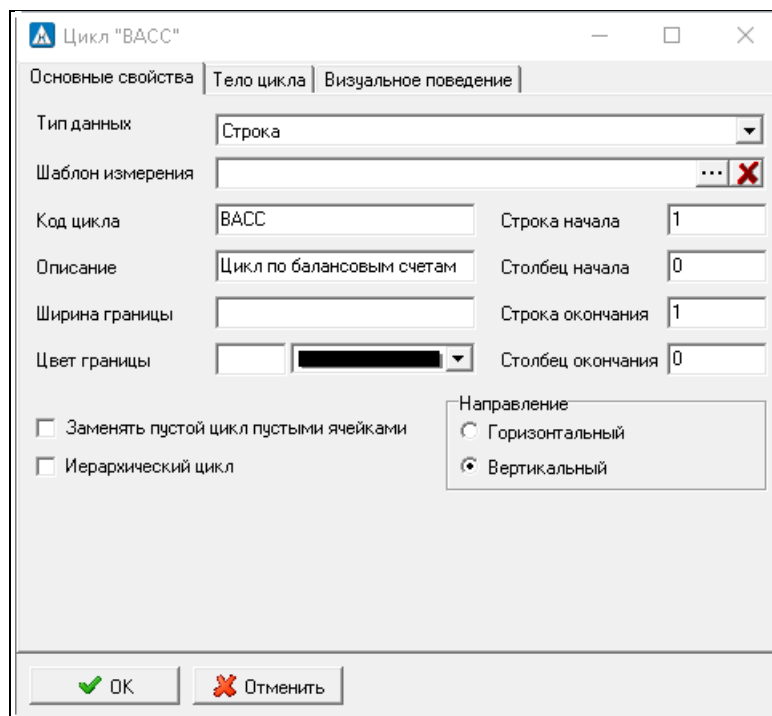 Цикл "ВАСС"
Основные свойства Тело цикла Визуальное поведение
Тип данных Строка
Шаблон измерения ...
Код цикла ВАСС Строка начала 1
Описание Цикл по балансовым счетам Столбец начала 0
Ширина границы Строка окончания 1
Цвет границы Столбец окончания 0
Заменять пустой цикл пустыми ячейками
Иерархический цикл
Направление
Горизонтальный
Вертикальный
OK Отменить